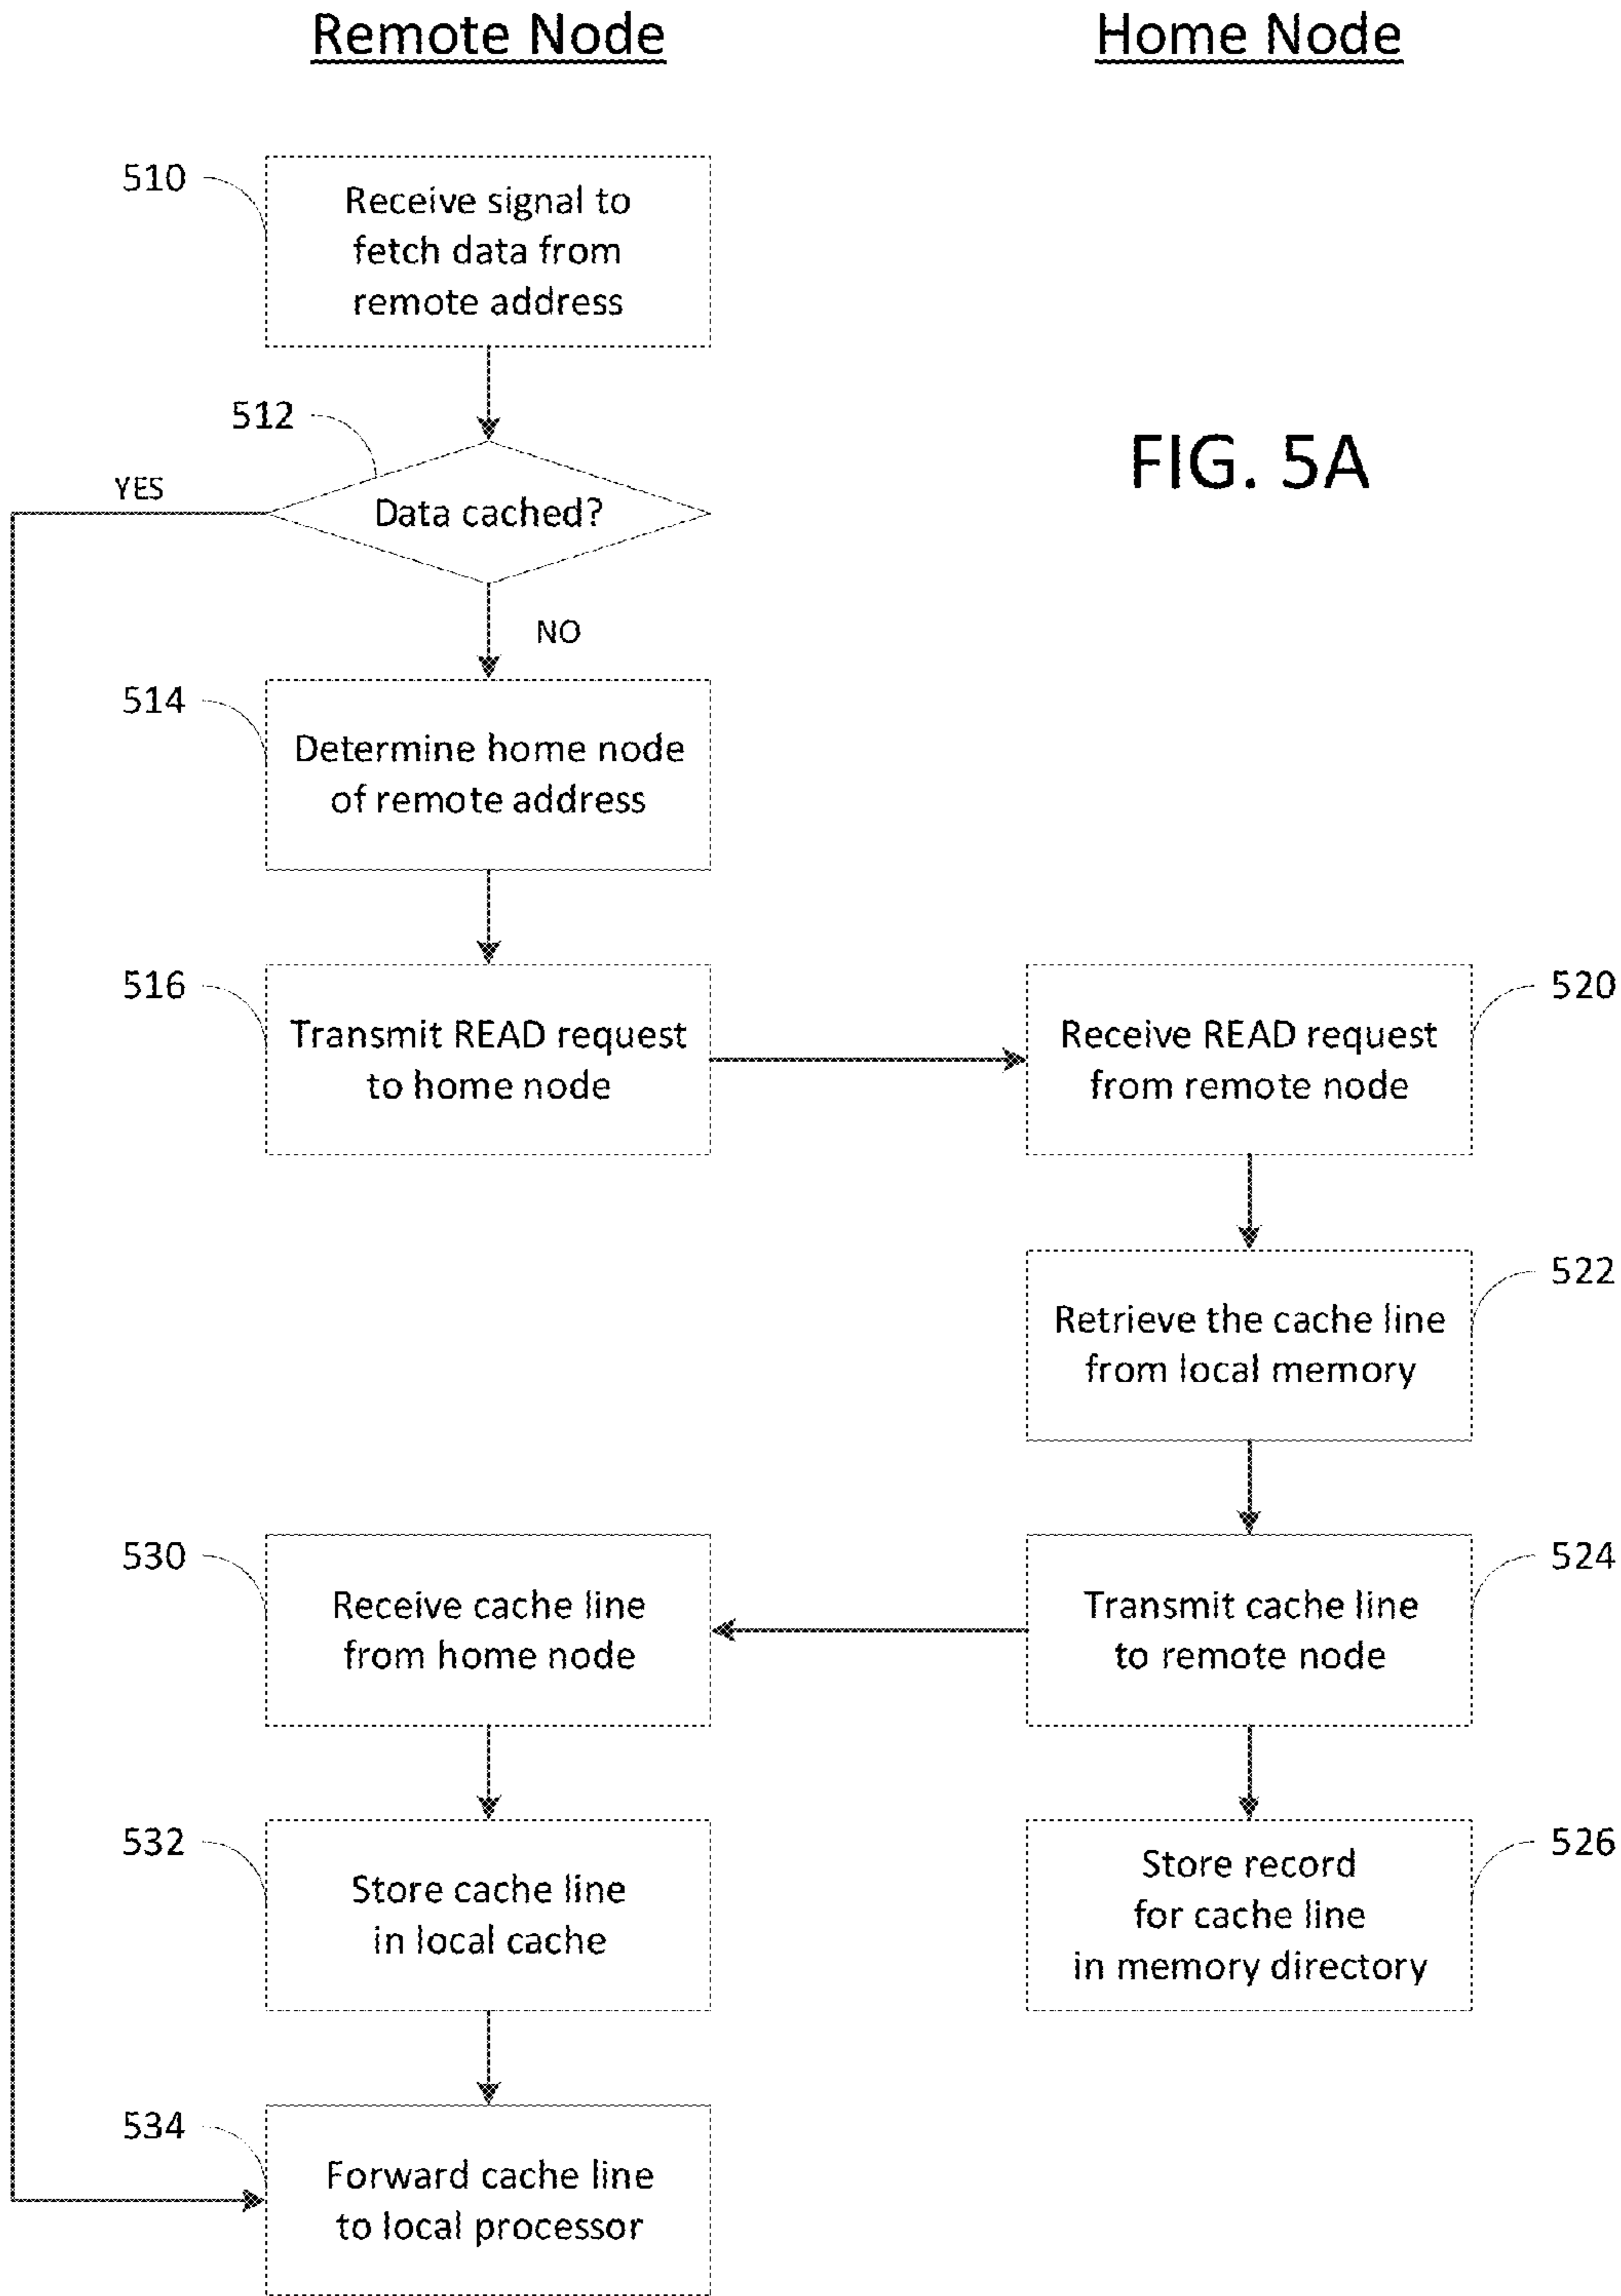 Remote Node
Home Node
510
Receive signal to
fetch data from
remote address
512
FIG. 5A
YES
Data cached?
NO
514
Determine home node
of remote address
516
Transmit READ request
to home node
520
Receive READ request
from remote node
522
Retrieve the cache line
from local memory
530
Receive cache line
from home node
524
Transmit cache line
to remote node
532
Store cache line
in local cache
526
Store record
for cache line
in memory directory
534
Forward cache line
to local processor